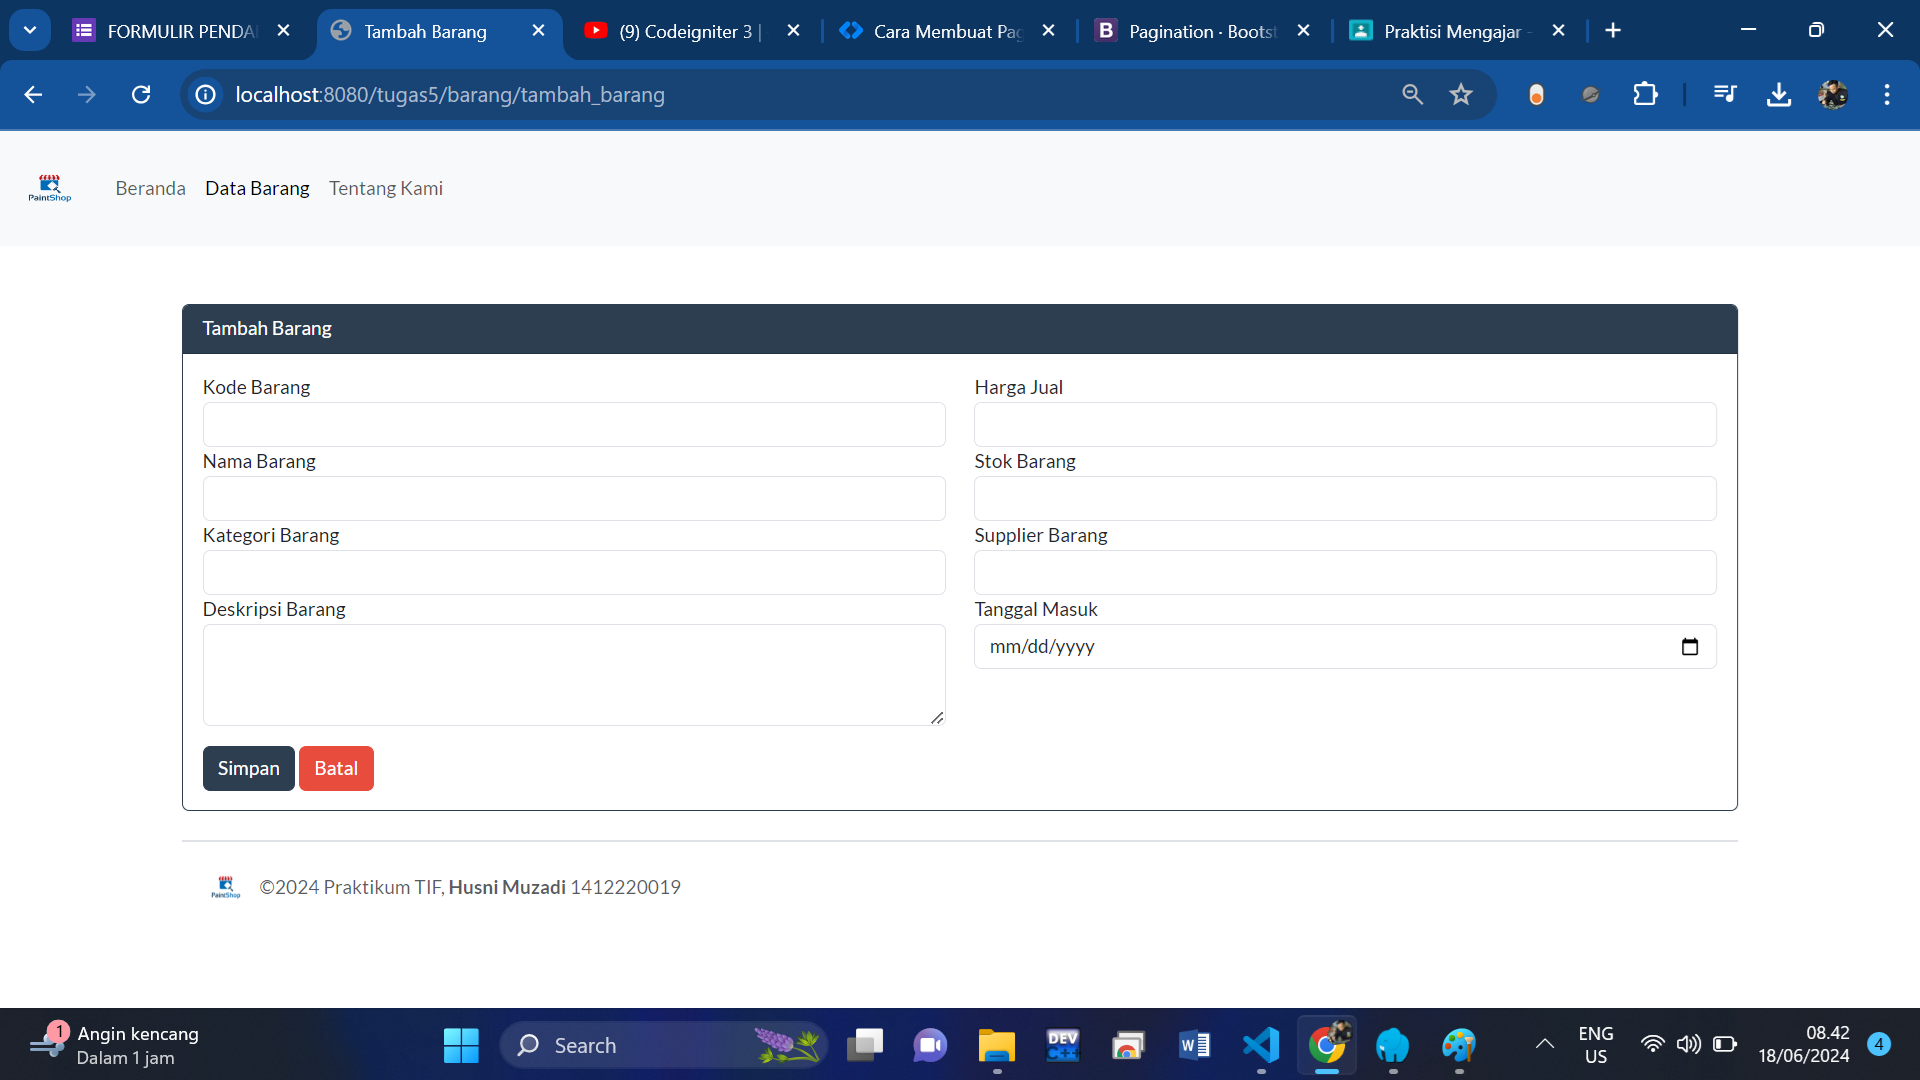 FORMULIR PENDA
Tambah Barang
(9) Codeigniter 3 |
Cara Membuat Pag
Pagination · Bootst
Praktisi Mengajar -
localhost:8080/tugas5/barang/tambah_barang
PaintShop
Beranda
Data Barang
Tentang Kami
Tambah Barang
Kode Barang
Harga Jual
Nama Barang
Stok Barang
Kategori Barang
Supplier Barang
Deskripsi Barang
Tanggal Masuk
mm/dd/yyyy
Simpan
Batal
PaintShop
©2024 Praktikum TIF, Husni Muzadi 1412220019
1
Angin kencang
Dalam 1 jam
Search
DEV
C++
W
ENG
US
08.42
18/06/2024
4